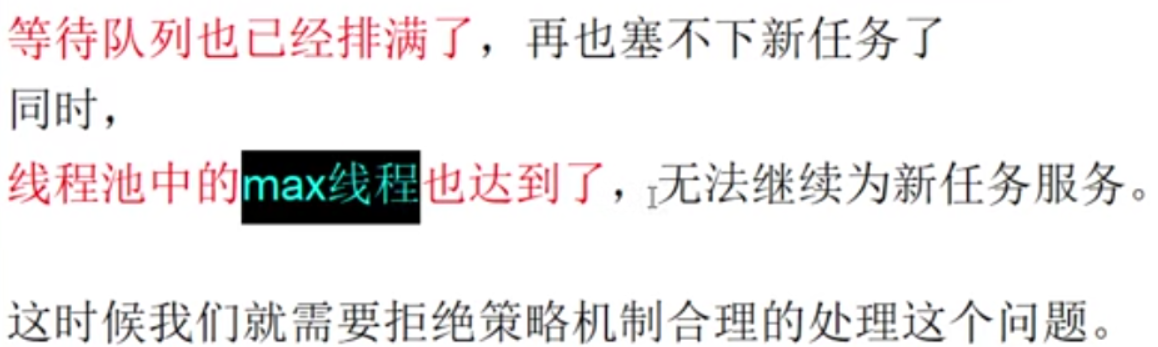 等待队列也已经排满了，再也塞不下新任务了
同时，
线程池中的max线程也达到了，无法继续为新任务服务。
这时候我们就需要拒绝策略机制合理的处理这个问题。